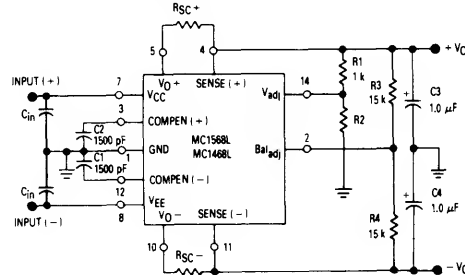 RSC+
5
4
+ VO
INPUT (+)
7
VO+
SENSE (+)
14
R1
1 k
R3
15 k
C3
1.0 µF
+
VCC
Vadj
Cin
3
COMPEN (+)
C2
1500 pF
MC1568L
MC1468L
R2
2
GND
1
Baladj
C1
1500 pF
COMPEN (−)
12
Cin
VEE
8
INPUT (−)
VO−
SENSE (−)
R4
15 k
+
C4
1.0 µF
10
RSC−
11
− VO